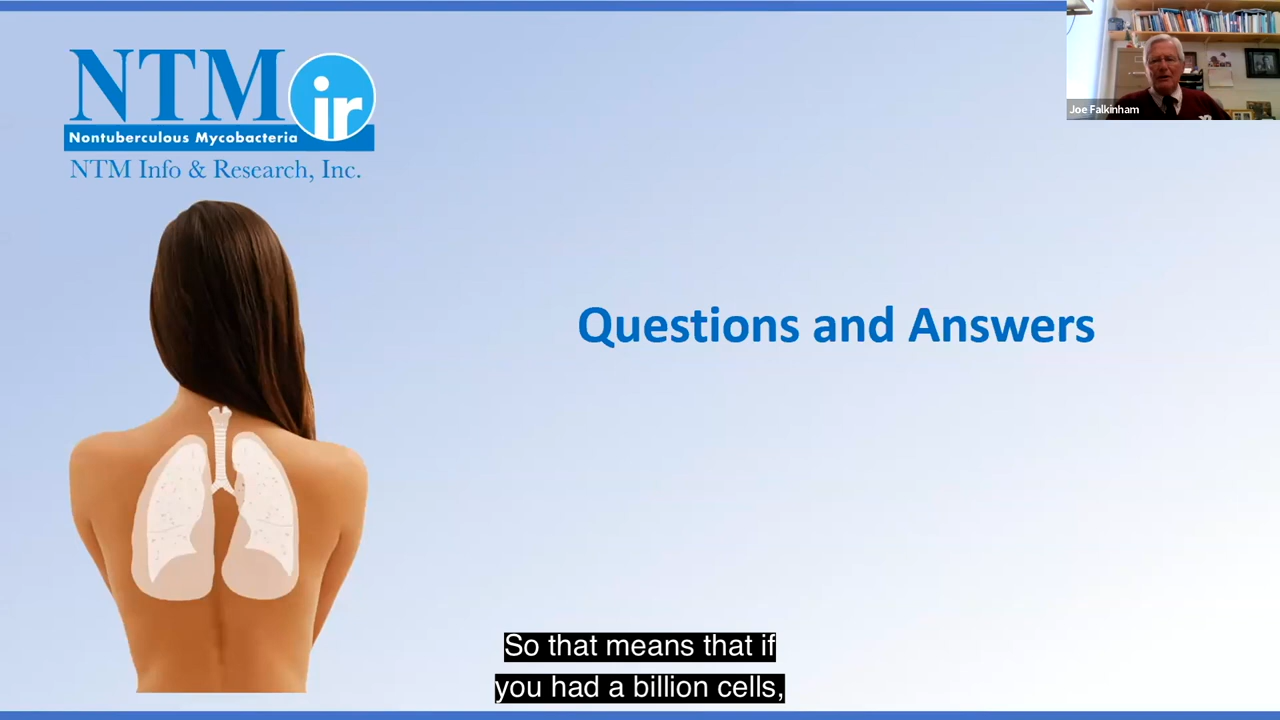 NTM ir
Nontuberculous Mycobacteria
NTM Info & Research, Inc.
Joe Falkinham
Questions and Answers
So that means that if
you had a billion cells,